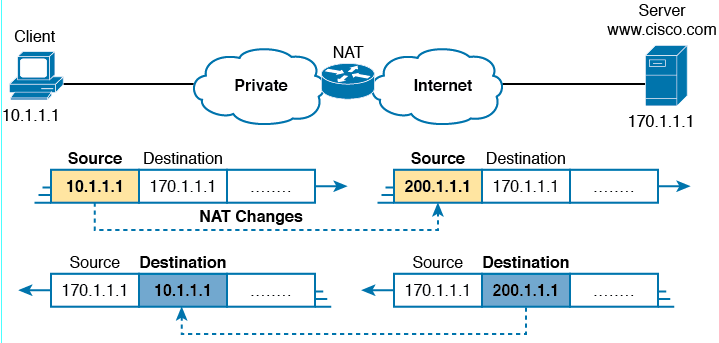 Server
www.cisco.com
Client
NAT
Private
Internet
10.1.1.1
170.1.1.1
Source Destination
Source Destination
10.1.1.1 170.1.1.1 ........
200.1.1.1 170.1.1.1 ........
NAT Changes
Source Destination
Source Destination
170.1.1.1 10.1.1.1 ........
170.1.1.1 200.1.1.1 ........